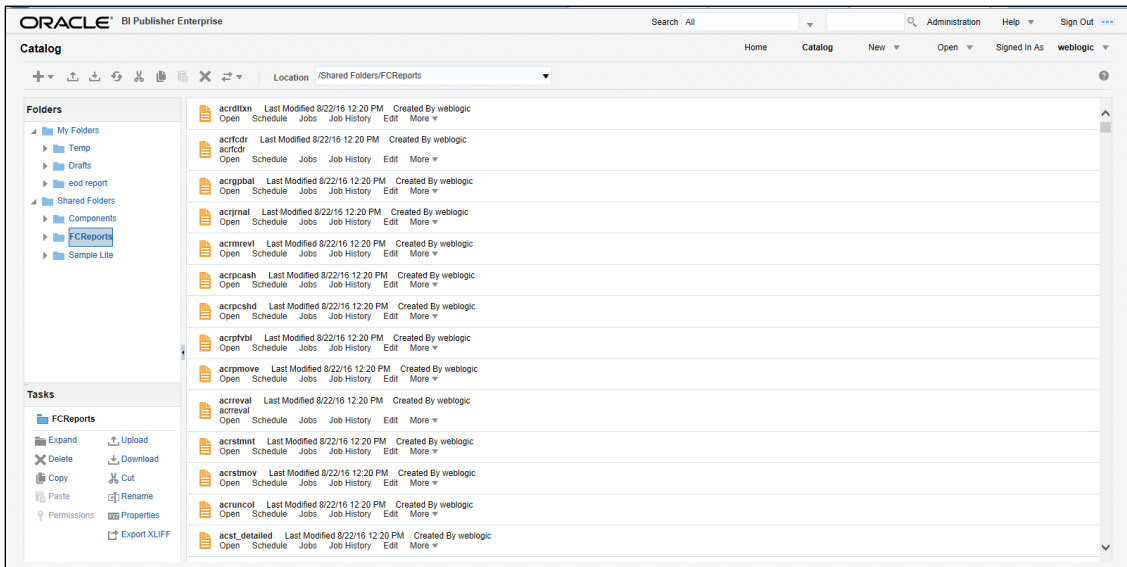 ORACLE® BI Publisher Enterprise Search All Administration Help Sign Out
Catalog Home Catalog New Open Signed In As weblogic
Location /Shared Folders/FCReports
Folders
My Folders
Temp
Drafts
eod report
Shared Folders
Components
FCReports
Sample Lite
Tasks
FCReports
Expand Upload
Delete Download
Copy Cut
Paste Rename
Permissions Properties
Export XLIFF
acrdltxn Last Modified 8/22/16 12:20 PM Created By weblogic
Open Schedule Jobs Job History Edit More
acrfcdr Last Modified 8/22/16 12:20 PM Created By weblogic
acrfcdr
Open Schedule Jobs Job History Edit More
acrgpbal Last Modified 8/22/16 12:20 PM Created By weblogic
Open Schedule Jobs Job History Edit More
acrjrnal Last Modified 8/22/16 12:20 PM Created By weblogic
Open Schedule Jobs Job History Edit More
acrmrevl Last Modified 8/22/16 12:20 PM Created By weblogic
Open Schedule Jobs Job History Edit More
acrpcash Last Modified 8/22/16 12:20 PM Created By weblogic
Open Schedule Jobs Job History Edit More
acrpcshd Last Modified 8/22/16 12:20 PM Created By weblogic
Open Schedule Jobs Job History Edit More
acrpfvbl Last Modified 8/22/16 12:20 PM Created By weblogic
Open Schedule Jobs Job History Edit More
acrpmove Last Modified 8/22/16 12:20 PM Created By weblogic
Open Schedule Jobs Job History Edit More
acrreval Last Modified 8/22/16 12:20 PM Created By weblogic
acrreval
Open Schedule Jobs Job History Edit More
acrstmnt Last Modified 8/22/16 12:20 PM Created By weblogic
Open Schedule Jobs Job History Edit More
acrstmov Last Modified 8/22/16 12:20 PM Created By weblogic
Open Schedule Jobs Job History Edit More
acruncol Last Modified 8/22/16 12:20 PM Created By weblogic
Open Schedule Jobs Job History Edit More
acst_detailed Last Modified 8/22/16 12:20 PM Created By weblogic
Open Schedule Jobs Job History Edit More